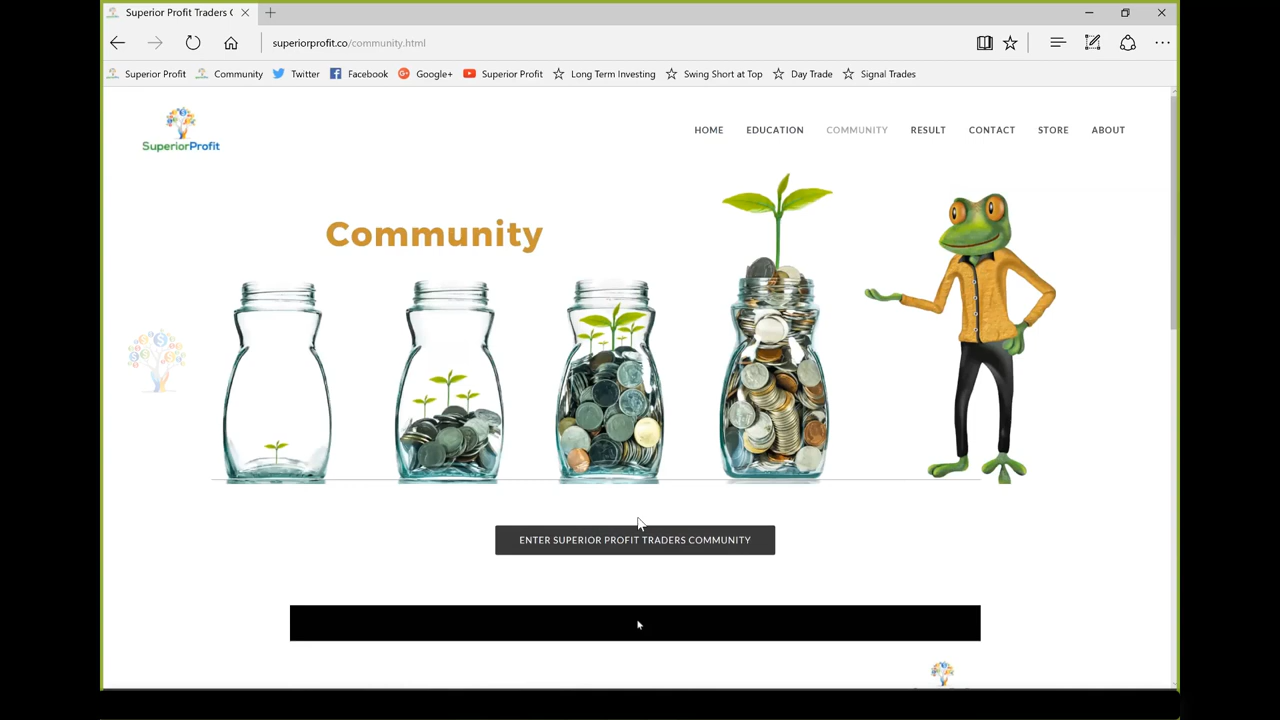 Superior Profit Traders C
superiorprofit.co/community.html
Superior Profit Community Twitter Facebook Google+ Superior Profit Long Term Investing Swing Short at Top Day Trade Signal Trades
SuperiorProfit
HOME EDUCATION COMMUNITY RESULT CONTACT STORE ABOUT
Community
ENTER SUPERIOR PROFIT TRADERS COMMUNITY